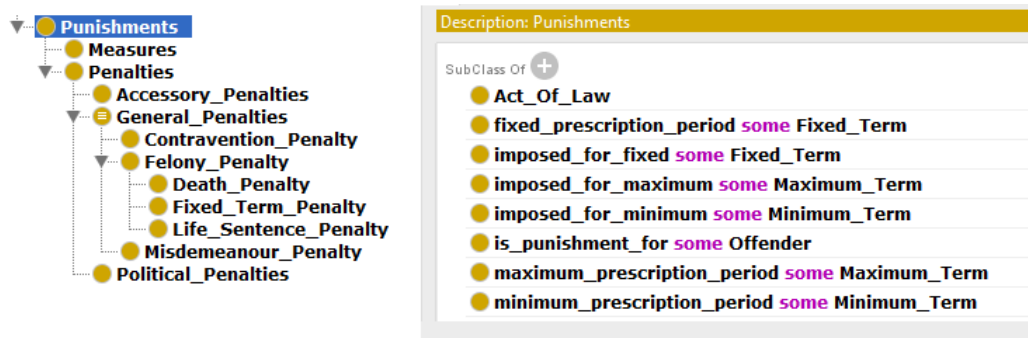 Punishments
Measures
Penalties
Accessory_Penalties
General_Penalties
Contravention_Penalty
Felony_Penalty
Death_Penalty
Fixed_Term_Penalty
Life_Sentence_Penalty
Misdemeanour_Penalty
Political_Penalties
Description: Punishments
SubClass Of
Act_Of_Law
fixed_prescription_period some Fixed_Term
imposed_for_fixed some Fixed_Term
imposed_for_maximum some Maximum_Term
imposed_for_minimum some Minimum_Term
is_punishment_for some Offender
maximum_prescription_period some Maximum_Term
minimum_prescription_period some Minimum_Term